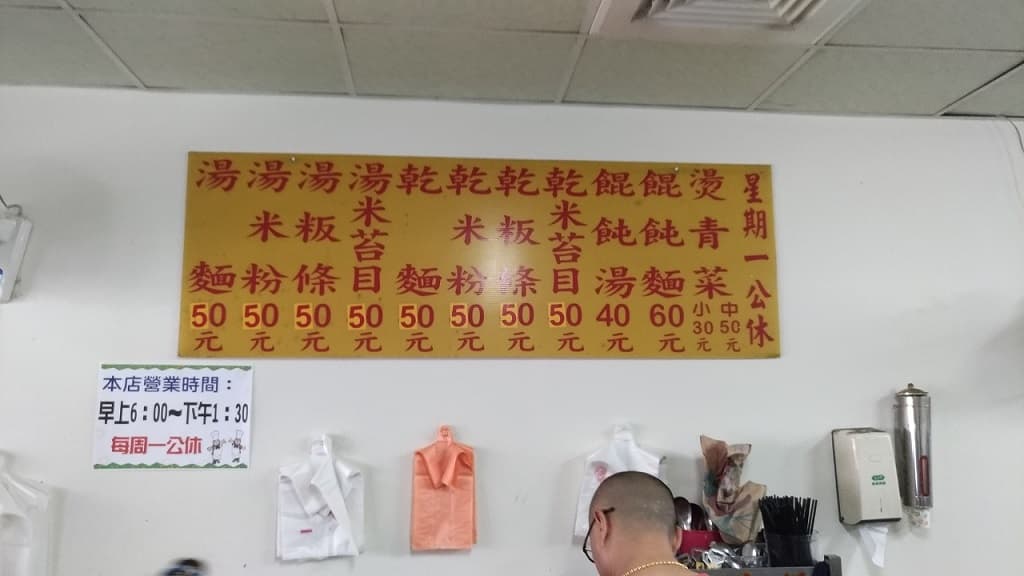 湯麵50元
湯米粉50元
湯粄條50元
湯米苔目50元
乾麵50元
乾米粉50元
乾粄條50元
乾米苔目50元
餛飩湯40元
餛飩麵60元
燙青菜小30元中50元
星期一公休
本店營業時間：
早上6：00～下午1：30
每周一公休